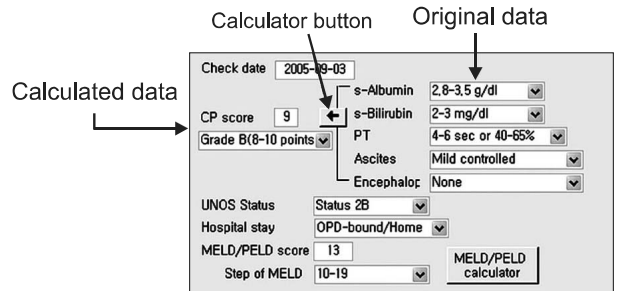 Calculator button
Original data
Calculated data
Check date 2005-09-03
s-Albumin 2,8-3,5 g/dl
CP score 9 s-Bilirubin 2-3 mg/dl
Grade B(8-10 points PT 4-6 sec or 40-65%
Ascites Mild controlled
Encephalop None
UNOS Status Status 2B
Hospital stay OPD-bound/Home
MELD/PELD score 13
Step of MELD 10-19
MELD/PELD
calculator